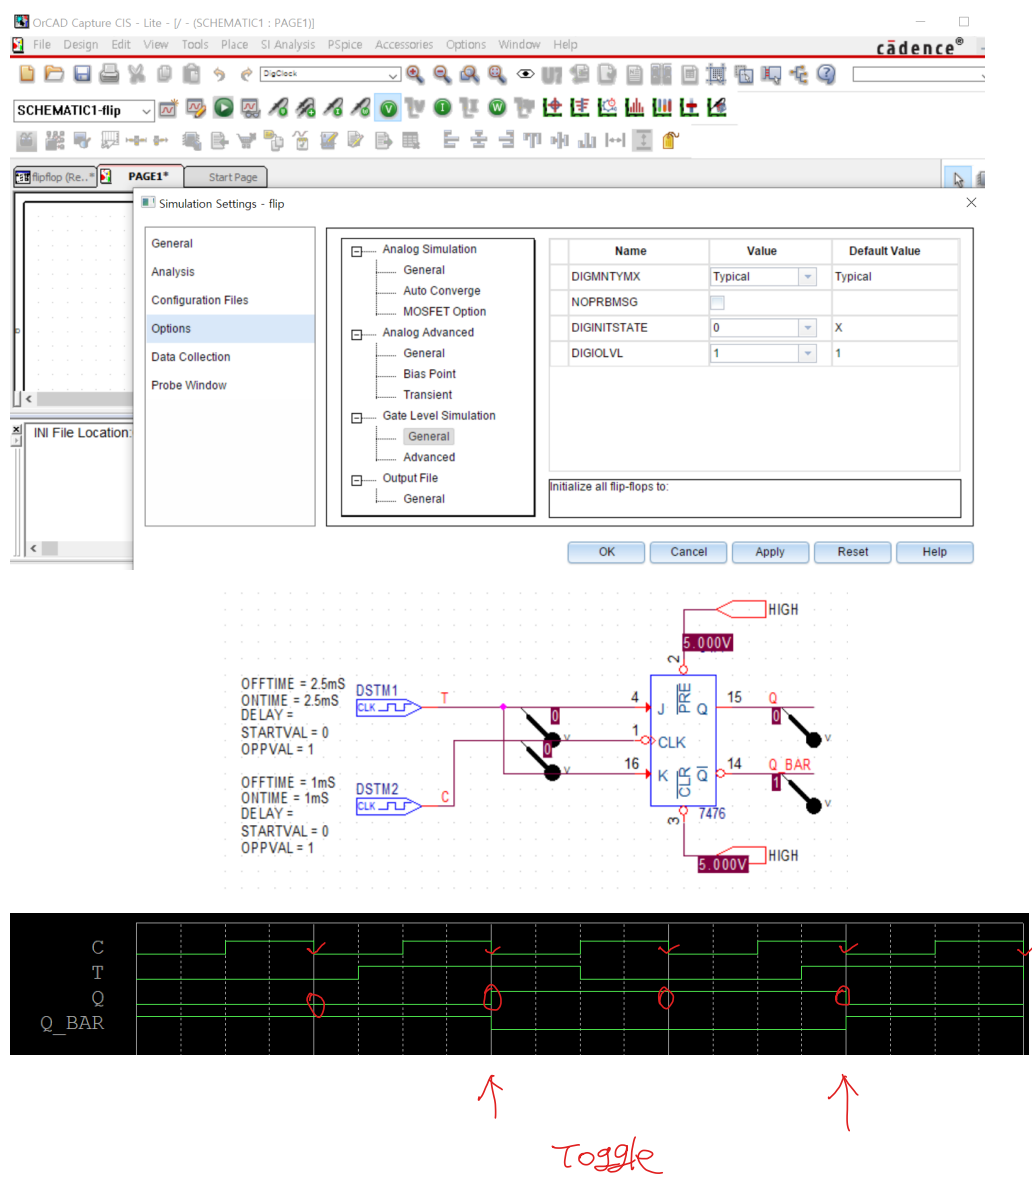 OrCAD Capture CIS - Lite - [/ - (SCHEMATIC1 : PAGE1)]
File Design Edit View Tools Place SI Analysis PSpice Accessories Options Window Help
cādence®
DigClock
SCHEMATIC1-flip
flipflop (Re..* PAGE1* Start Page
Simulation Settings - flip
General
Analysis
Configuration Files
Options
Data Collection
Probe Window
Analog Simulation
General
Auto Converge
MOSFET Option
Analog Advanced
General
Bias Point
Transient
Gate Level Simulation
General
Advanced
Output File
General
Name Value Default Value
DIGMNTYMX Typical Typical
NOPRBMSG
DIGINITSTATE 0 X
DIGIOLVL 1 1
Initialize all flip-flops to:
INI File Location:
OK Cancel Apply Reset Help
HIGH
5.000V
2
OFFTIME = 2.5mS
ONTIME = 2.5mS
DELAY =
STARTVAL = 0
OPPVAL = 1
DSTM1
CLK
T
4
J
PRE
Q
15
Q
0
0
V
V
1
CLK
0
V
16
K
CLR
Q
14
Q_BAR
1
V
OFFTIME = 1mS
ONTIME = 1mS
DELAY =
STARTVAL = 0
OPPVAL = 1
DSTM2
CLK
C
3
7476
HIGH
5.000V
C
T
Q
Q_BAR
Toggle